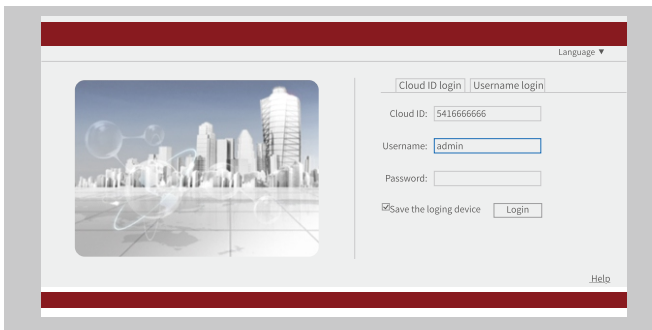 Language ▼
Cloud ID login Username login
Cloud ID: 5416666666
Username: admin
Password:
☑Save the loging device Login
Help